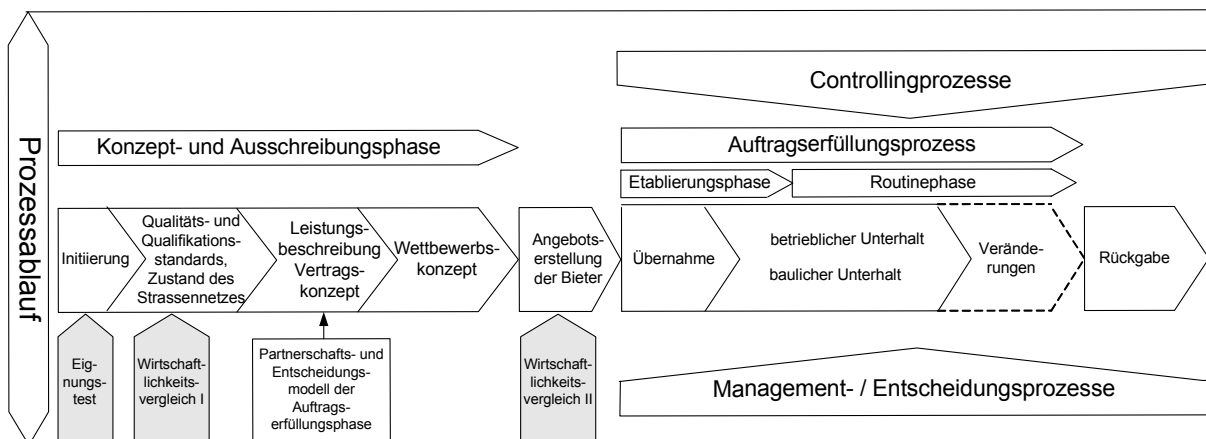 Prozessablauf
Controllingprozesse
Konzept- und Ausschreibungsphase
Auftragserfüllungsprozess
Etablierungsphase
Routinephase
Initiierung
Qualitäts- und
Qualifikations-
standards,
Zustand des
Strassennetzes
Leistungs-
beschreibung
Vertrags-
konzept
Wettbewerbs-
konzept
Angebots-
erstellung
der Bieter
Übernahme
betrieblicher Unterhalt
baulicher Unterhalt
Verände-
rungen
Rückgabe
Eig-
nungs-
test
Wirtschaft-
lichkeits-
vergleich I
Partnerschafts- und
Entscheidungs-
modell der
Auftrags-
erfüllungsphase
Wirtschaft-
lichkeits-
vergleich II
Management- / Entscheidungsprozesse